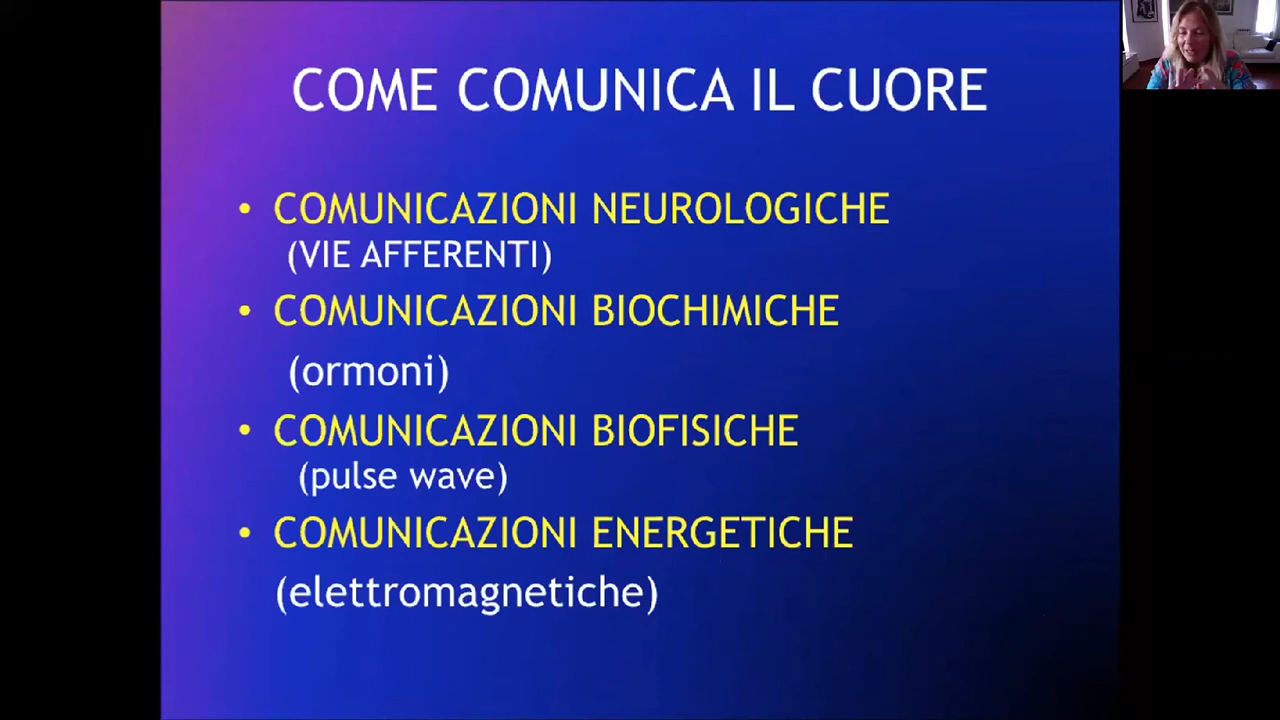 COME COMUNICA IL CUORE
• COMUNICAZIONI NEUROLOGICHE
(VIE AFFERENTI)
• COMUNICAZIONI BIOCHIMICHE
(ormoni)
• COMUNICAZIONI BIOFISICHE
(pulse wave)
• COMUNICAZIONI ENERGETICHE
(elettromagnetiche)